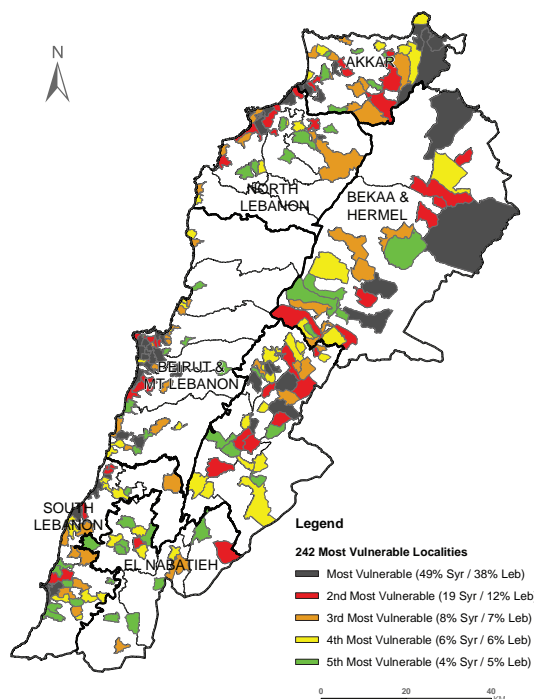 N
AKKAR
NORTH
LEBANON
BEKAA &
HERMEL
BEIRUT &
MT LEBANON
SOUTH
LEBANON
EL NABATIEH
Legend
242 Most Vulnerable Localities
Most Vulnerable (49% Syr / 38% Leb)
2nd Most Vulnerable (19 Syr / 12% Leb)
3rd Most Vulnerable (8% Syr / 7% Leb)
4th Most Vulnerable (6% Syr / 6% Leb)
5th Most Vulnerable (4% Syr / 5% Leb)
0 20 40
KM